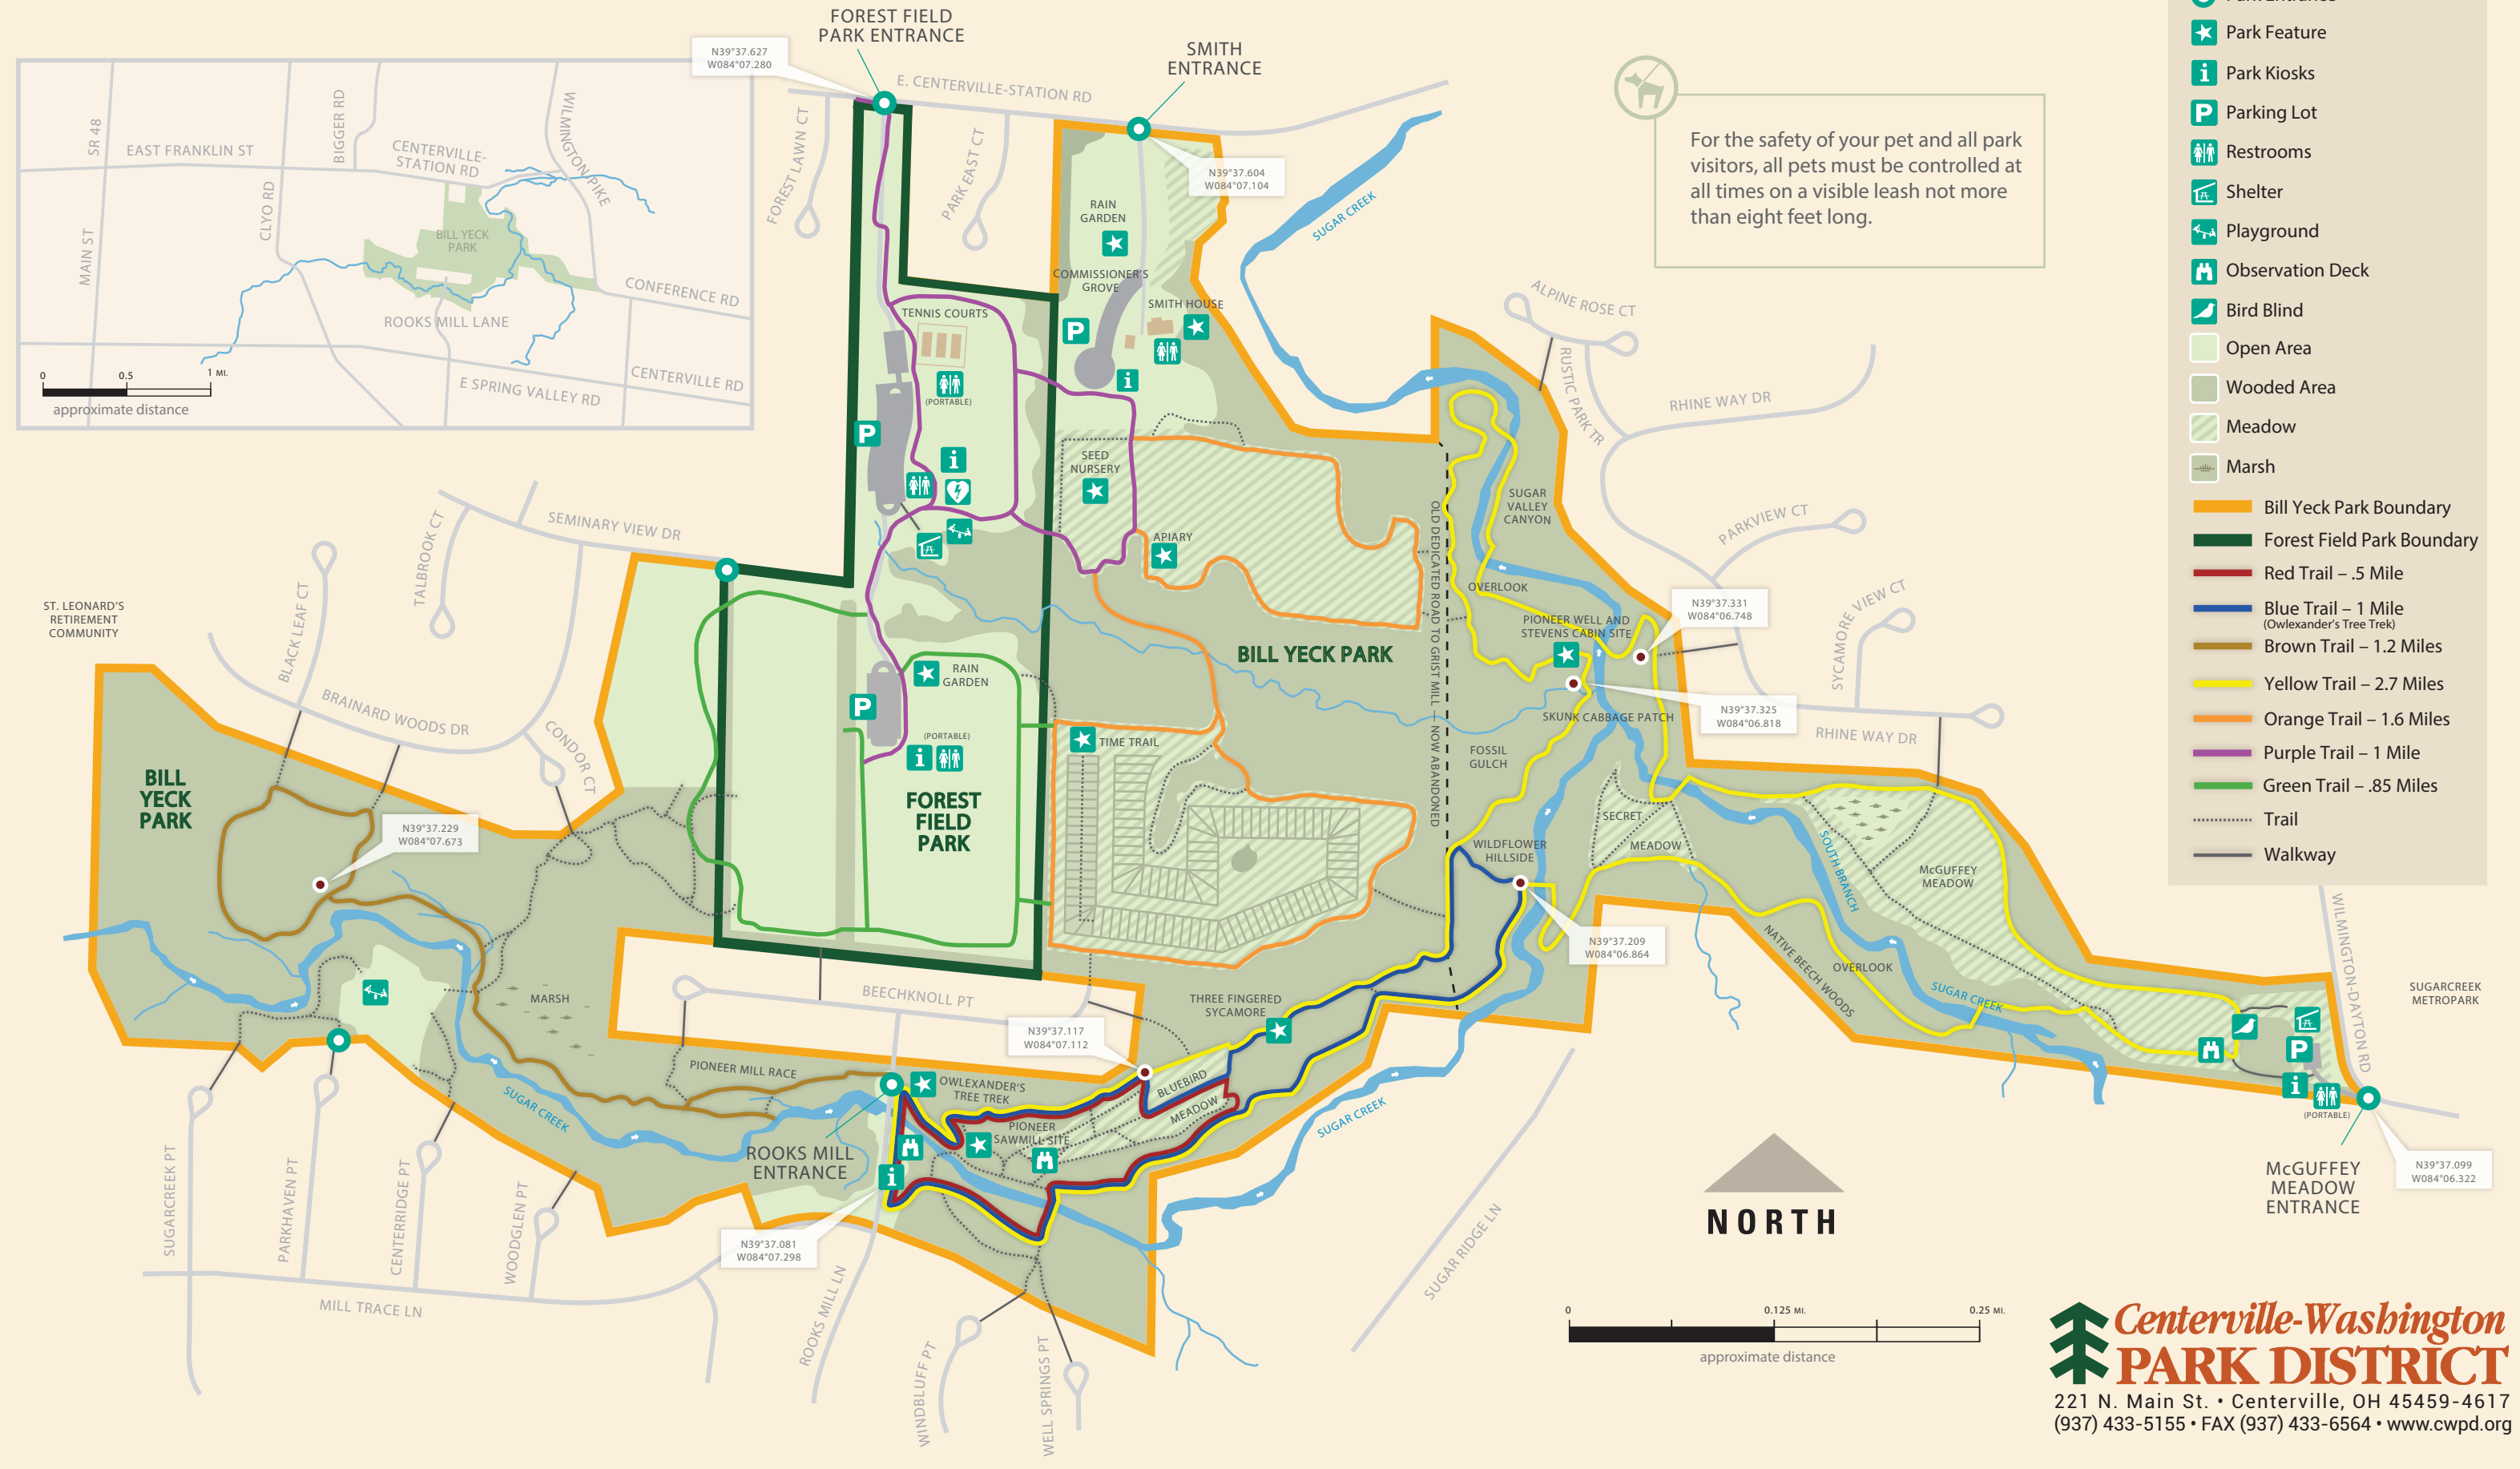 FOREST FIELD
PARK ENTRANCE
SMITH
ENTRANCE
N39°37.627
W084°07.280
E. CENTERVILLE-STATION RD
FOREST LAWN CT
PARK EAST CT
N39°37.604
W084°07.104
SUGAR CREEK
For the safety of your pet and all park
visitors, all pets must be controlled at
all times on a visible leash not more
than eight feet long.
SR 48
MAIN ST
EAST FRANKLIN ST
CLYO RD
BIGGER RD
CENTERVILLE-
STATION RD
WILMINGTON PIKE
BILL YECK
PARK
CONFERENCE RD
ROOKS MILL LANE
CENTERVILLE RD
E SPRING VALLEY RD
0 0.5 1 MI.
approximate distance
RAIN
GARDEN
COMMISSIONER'S
GROVE
SMITH HOUSE
TENNIS COURTS
(PORTABLE)
P
P
SEED
NURSERY
APIARY
OLD DEDICATED ROAD TO GRIST MILL — NOW ABANDONED
SUGAR
VALLEY
CANYON
OVERLOOK
PIONEER WELL AND
STEVENS CABIN SITE
ALPINE ROSE CT
RUSTIC PARK TR
RHINE WAY DR
PARKVIEW CT
SYCAMORE VIEW CT
RHINE WAY DR
N39°37.331
W084°06.748
N39°37.325
W084°06.818
SKUNK CABBAGE PATCH
FOSSIL
GULCH
BILL YECK PARK
ST. LEONARD'S
RETIREMENT
COMMUNITY
BLACK LEAF CT
TALBROOK CT
SEMINARY VIEW DR
BRAINARD WOODS DR
CONDOR CT
BILL
YECK
PARK
N39°37.229
W084°07.673
RAIN
GARDEN
P
(PORTABLE)
FOREST
FIELD
PARK
TIME TRAIL
WILDFLOWER
HILLSIDE
SECRET
MEADOW
SOUTH BRANCH
McGUFFEY
MEADOW
N39°37.209
W084°06.864
NATIVE BEECH WOODS
OVERLOOK
SUGAR CREEK
MARSH
BEECHKNOLL PT
THREE FINGERED
SYCAMORE
N39°37.117
W084°07.112
PIONEER MILL RACE
OWLEXANDER'S
TREE TREK
BLUEBIRD
MEADOW
PIONEER
SAWMILL SITE
ROOKS MILL
ENTRANCE
SUGAR CREEK
SUGAR CREEK
N39°37.081
W084°07.298
SUGARCREEK PT
PARKHAVEN PT
CENTERRIDGE PT
WOODGLEN PT
MILL TRACE LN
ROOKS MILL LN
WINDBLUFF PT
WELL SPRINGS PT
SUGAR RIDGE LN
WILMINGTON-DAYTON RD
SUGARCREEK
METROPARK
P
(PORTABLE)
McGUFFEY
MEADOW
ENTRANCE
N39°37.099
W084°06.322
NORTH
0 0.125 MI. 0.25 MI.
approximate distance
Park Feature
Park Kiosks
P Parking Lot
Restrooms
Shelter
Playground
Observation Deck
Bird Blind
Open Area
Wooded Area
Meadow
Marsh
Bill Yeck Park Boundary
Forest Field Park Boundary
Red Trail – .5 Mile
Blue Trail – 1 Mile
(Owlexander's Tree Trek)
Brown Trail – 1.2 Miles
Yellow Trail – 2.7 Miles
Orange Trail – 1.6 Miles
Purple Trail – 1 Mile
Green Trail – .85 Miles
Trail
Walkway
Centerville-Washington
PARK DISTRICT
221 N. Main St. • Centerville, OH 45459-4617
(937) 433-5155 • FAX (937) 433-6564 • www.cwpd.org